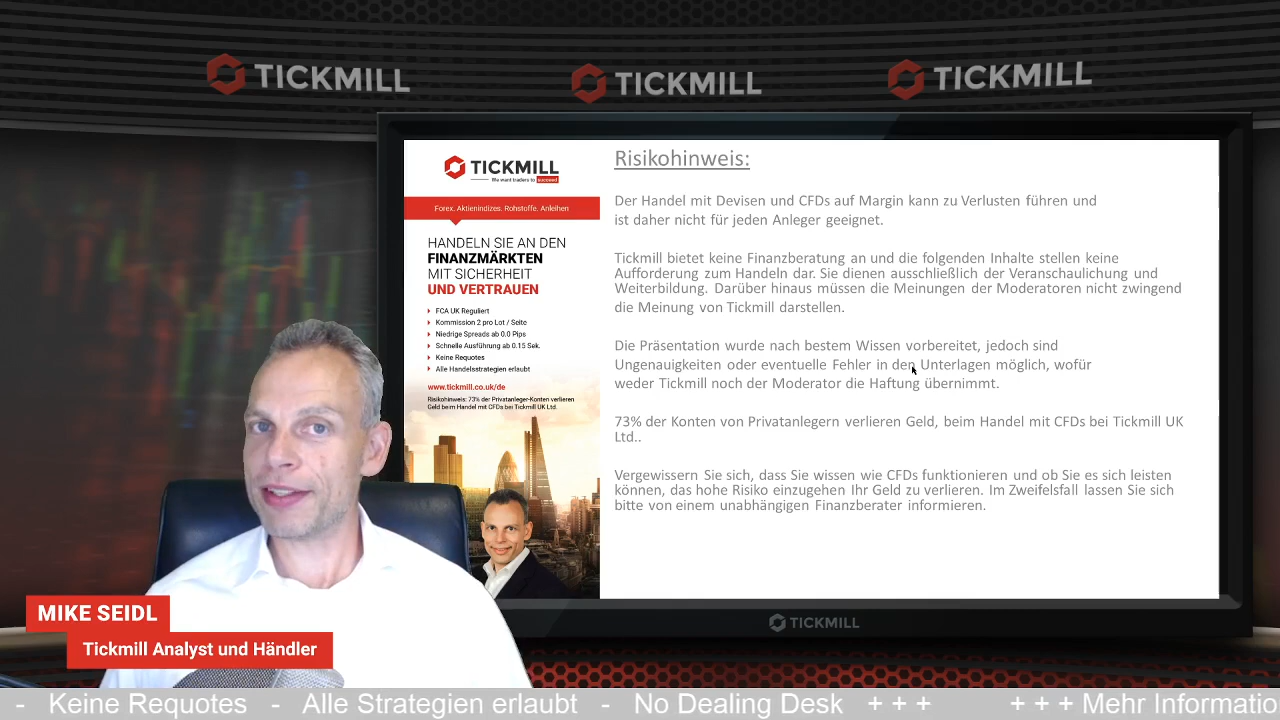 TICKMILL
TICKMILL
TICKMILL
TICKMILL
We want traders to succeed
Forex. Aktienindizes. Rohstoffe. Anleihen
HANDELN SIE AN DEN
FINANZMÄRKTEN
MIT SICHERHEIT
UND VERTRAUEN
FCA UK Reguliert
Kommission 2 pro Lot / Seite
Niedrige Spreads ab 0.0 Pips
Schnelle Ausführung ab 0.15 Sek.
Keine Requotes
Alle Handelsstrategien erlaubt
www.tickmill.co.uk/de
Risikohinweis: 73% der Privatanleger-Konten verlieren
Geld beim Handel mit CFDs bei Tickmill UK Ltd.
Risikohinweis:
Der Handel mit Devisen und CFDs auf Margin kann zu Verlusten führen und
ist daher nicht für jeden Anleger geeignet.
Tickmill bietet keine Finanzberatung an und die folgenden Inhalte stellen keine
Aufforderung zum Handeln dar. Sie dienen ausschließlich der Veranschaulichung und
Weiterbildung. Darüber hinaus müssen die Meinungen der Moderatoren nicht zwingend
die Meinung von Tickmill darstellen.
Die Präsentation wurde nach bestem Wissen vorbereitet, jedoch sind
Ungenauigkeiten oder eventuelle Fehler in den Unterlagen möglich, wofür
weder Tickmill noch der Moderator die Haftung übernimmt.
73% der Konten von Privatanlegern verlieren Geld, beim Handel mit CFDs bei Tickmill UK
Ltd..
Vergewissern Sie sich, dass Sie wissen wie CFDs funktionieren und ob Sie es sich leisten
können, das hohe Risiko einzugehen Ihr Geld zu verlieren. Im Zweifelsfall lassen Sie sich
bitte von einem unabhängigen Finanzberater informieren.
TICKMILL
MIKE SEIDL
Tickmill Analyst und Händler
- Keine Requotes - Alle Strategien erlaubt - No Dealing Desk + + + + + + Mehr Informatio